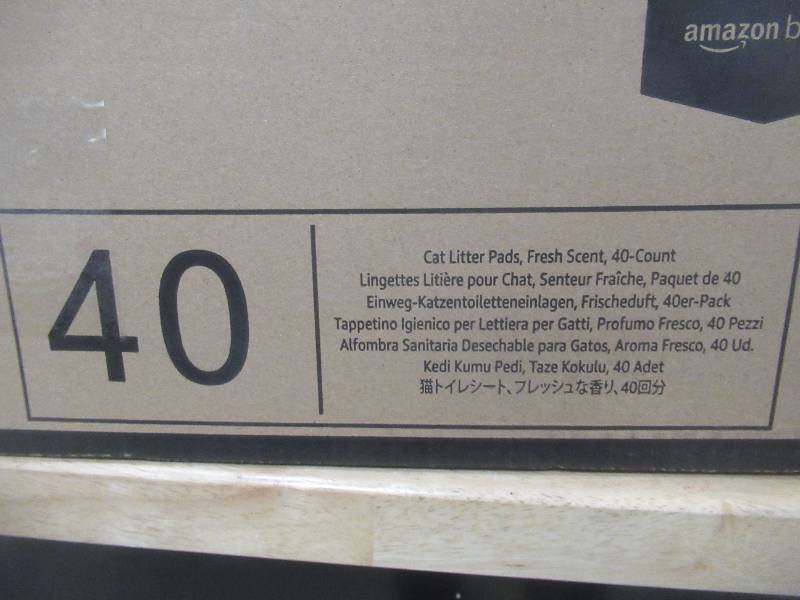 amazon b
40
Cat Litter Pads, Fresh Scent, 40-Count
Lingettes Litière pour Chat, Senteur Fraîche, Paquet de 40
Einweg-Katzentoiletteneinlagen, Frischeduft, 40er-Pack
Tappetino Igienico per Lettiera per Gatti, Profumo Fresco, 40 Pezzi
Alfombra Sanitaria Desechable para Gatos, Aroma Fresco, 40 Ud.
Kedi Kumu Pedi, Taze Kokulu, 40 Adet
猫トイレシート、フレッシュな香り、40回分